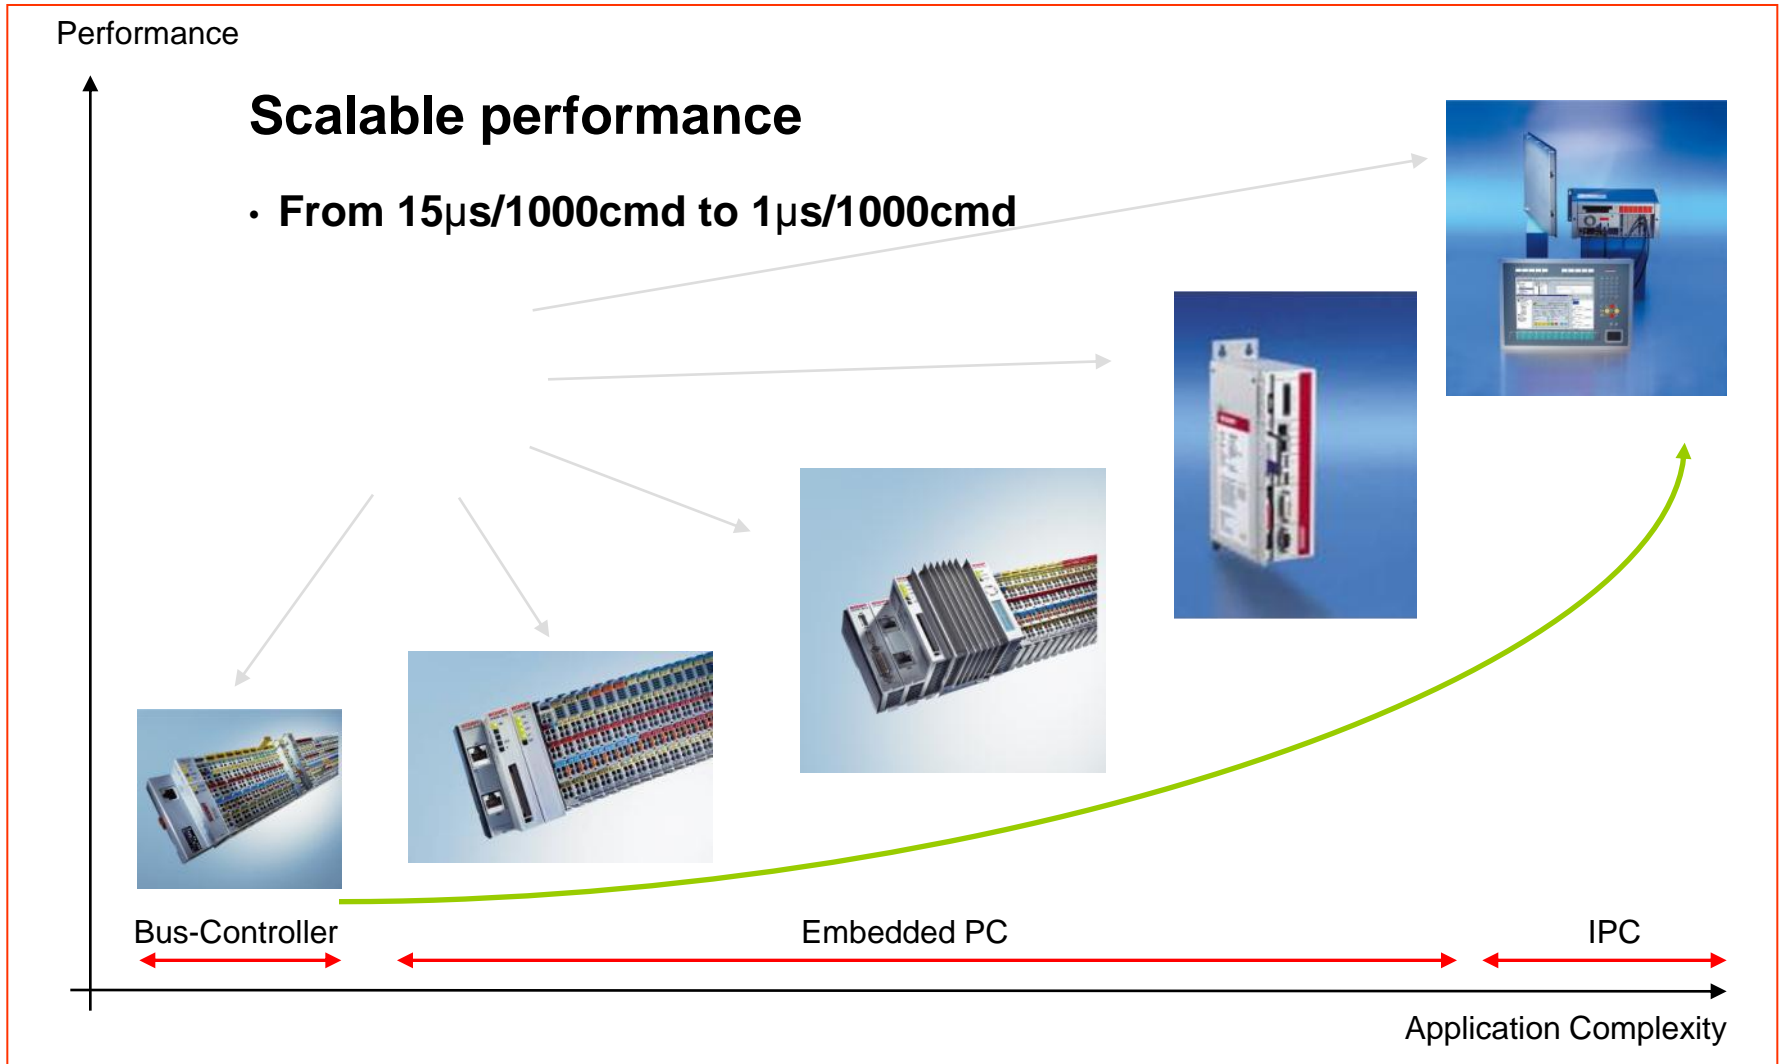 Performance
Scalable performance
• From 15µs/1000cmd to 1µs/1000cmd
Bus-Controller
Embedded PC
IPC
Application Complexity